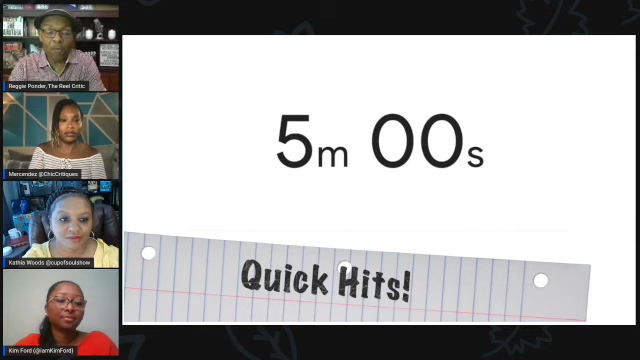 Reggie Ponder, The Reel Critic
Mercendez @ChicCritiques
Kathia Woods @cupofsoulshow
Kim Ford (@iamKimFord)
5m 00s
Quick Hits!